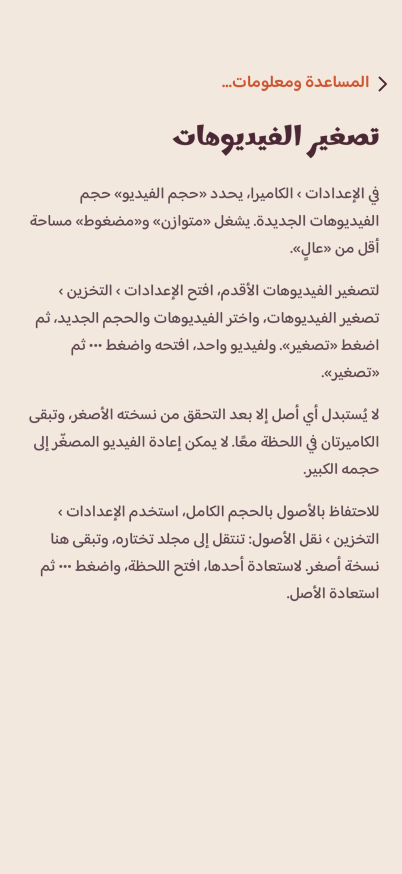 المساعدة ومعلومات...
تصغير الفيديوهات
في الإعدادات › الكاميرا، يحدد «حجم الفيديو» حجم
الفيديوهات الجديدة. يشغل «متوازن» و«مضغوط» مساحة
أقل من «عالٍ».
لتصغير الفيديوهات الأقدم، افتح الإعدادات › التخزين ›
تصغير الفيديوهات، واختر الفيديوهات والحجم الجديد، ثم
اضغط «تصغير». ولفيديو واحد، افتحه واضغط ••• ثم
«تصغير».
لا يُستبدل أي أصل إلا بعد التحقق من نسخته الأصغر، وتبقى
الكاميرتان في اللحظة معًا. لا يمكن إعادة الفيديو المصغّر إلى
حجمه الكبير.
للاحتفاظ بالأصول بالحجم الكامل، استخدم الإعدادات ›
التخزين › نقل الأصول: تنتقل إلى مجلد تختاره، وتبقى هنا
نسخة أصغر. لاستعادة أحدها، افتح اللحظة، واضغط ••• ثم
استعادة الأصل.